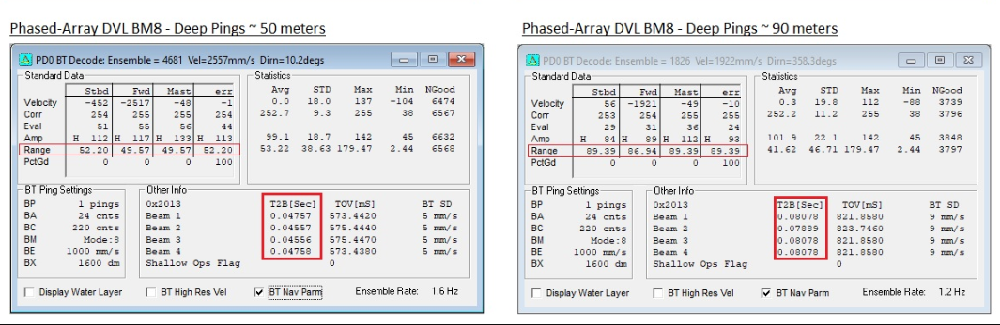 Phased-Array DVL BM8 - Deep Pings ~ 50 meters
PD0 BT Decode: Ensemble = 4681 Vel=2557mm/s Dirn=10.2degs
Standard Data
Stbd Fwd Mast err
Velocity -452 -2517 -48 -1
Corr 254 255 255 254
Eval 51 55 56 44
Amp H 112 H 117 H 133 H 113
Range 52.20 49.57 49.57 52.20
PctGd 0 0 0 100
Statistics
Avg STD Max Min NGood
0.0 18.0 137 -104 6474
252.7 9.3 255 38 6567
99.1 18.7 142 45 6632
53.22 38.63 179.47 2.44 6568
BT Ping Settings
BP 1 pings
BA 24 cnts
BC 220 cnts
BM Mode:8
BE 1000 mm/s
BX 1600 dm
Other Info
0x2013 T2B[Sec] TOV[mS] BT SD
Beam 1 0.04757 573.4420 5 mm/s
Beam 2 0.04557 575.4440 5 mm/s
Beam 3 0.04556 575.4470 5 mm/s
Beam 4 0.04758 573.4380 5 mm/s
Shallow Ops Flag 0
Display Water Layer BT High Res Vel BT Nav Parm Ensemble Rate: 1.6 Hz
Phased-Array DVL BM8 - Deep Pings ~ 90 meters
PD0 BT Decode: Ensemble = 1826 Vel=1922mm/s Dirn=358.3degs
Standard Data
Stbd Fwd Mast err
Velocity 56 -1921 -49 -10
Corr 253 254 255 255
Eval 29 31 36 24
Amp H 84 H 89 H 112 H 93
Range 89.39 86.94 89.39 89.39
PctGd 0 0 0 100
Statistics
Avg STD Max Min NGood
0.3 19.8 112 -88 3739
252.2 11.2 255 38 3796
101.9 22.1 142 45 3848
41.62 46.71 179.47 2.44 3797
BT Ping Settings
BP 1 pings
BA 24 cnts
BC 220 cnts
BM Mode:8
BE 1000 mm/s
BX 1600 dm
Other Info
0x2013 T2B[Sec] TOV[mS] BT SD
Beam 1 0.08078 821.8580 9 mm/s
Beam 2 0.07889 823.7460 9 mm/s
Beam 3 0.08078 821.8580 9 mm/s
Beam 4 0.08078 821.8580 9 mm/s
Shallow Ops Flag 0
Display Water Layer BT High Res Vel BT Nav Parm Ensemble Rate: 1.2 Hz